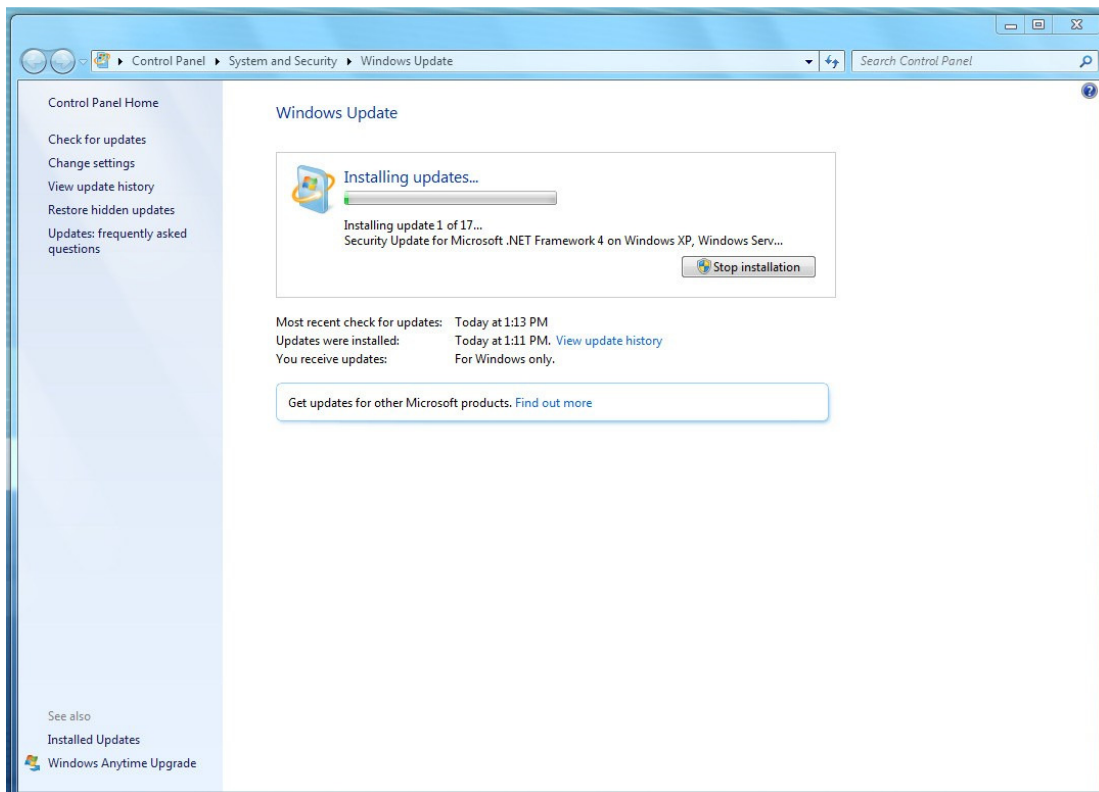 Control Panel System and Security Windows Update
Search Control Panel
Control Panel Home
Check for updates
Change settings
View update history
Restore hidden updates
Updates: frequently asked
questions
See also
Installed Updates
Windows Anytime Upgrade
Windows Update
Installing updates...
Installing update 1 of 17...
Security Update for Microsoft .NET Framework 4 on Windows XP, Windows Serv...
Stop installation
Most recent check for updates: Today at 1:13 PM
Updates were installed: Today at 1:11 PM. View update history
You receive updates: For Windows only.
Get updates for other Microsoft products. Find out more